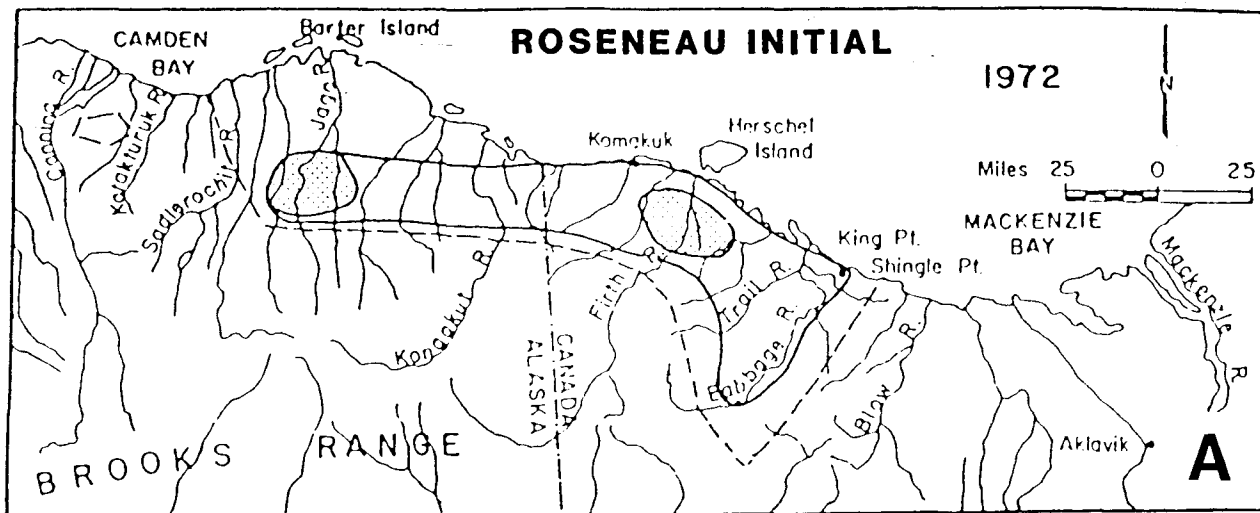 ROSENEAU INITIAL
1972
N
CAMDEN
BAY
Barter Island
Canning R.
Katakturuk R.
Sadlerochit R.
Jago R.
Komakuk
Herschel
Island
Miles 25 0 25
MACKENZIE
BAY
King Pt.
Shingle Pt.
Mackenzie R.
Kongakut R.
Firth R.
Trail R.
Babbage R.
Blow R.
ALASKA
CANADA
BROOKS RANGE
Aklavik
A